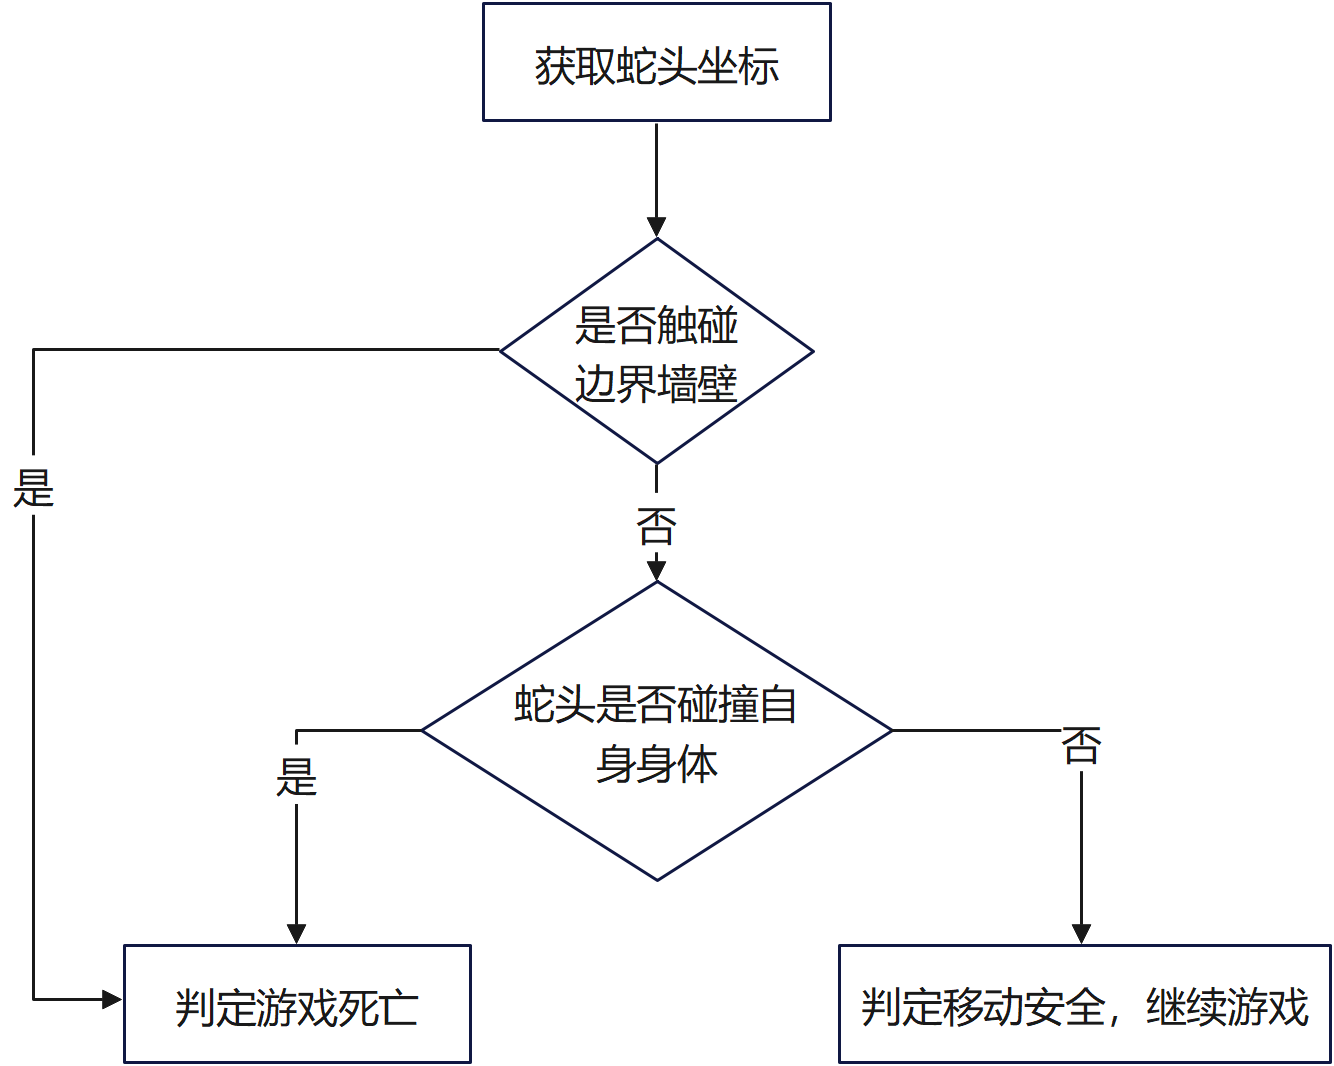 获取蛇头坐标
是否触碰
边界墙壁
是
否
蛇头是否碰撞自
身身体
是
否
判定游戏死亡
判定移动安全，继续游戏